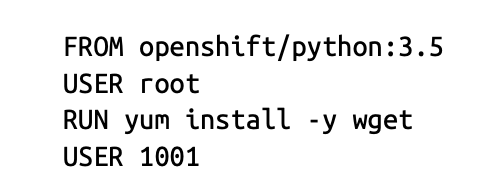 FROM openshift/python:3.5
USER root
RUN yum install -y wget
USER 1001